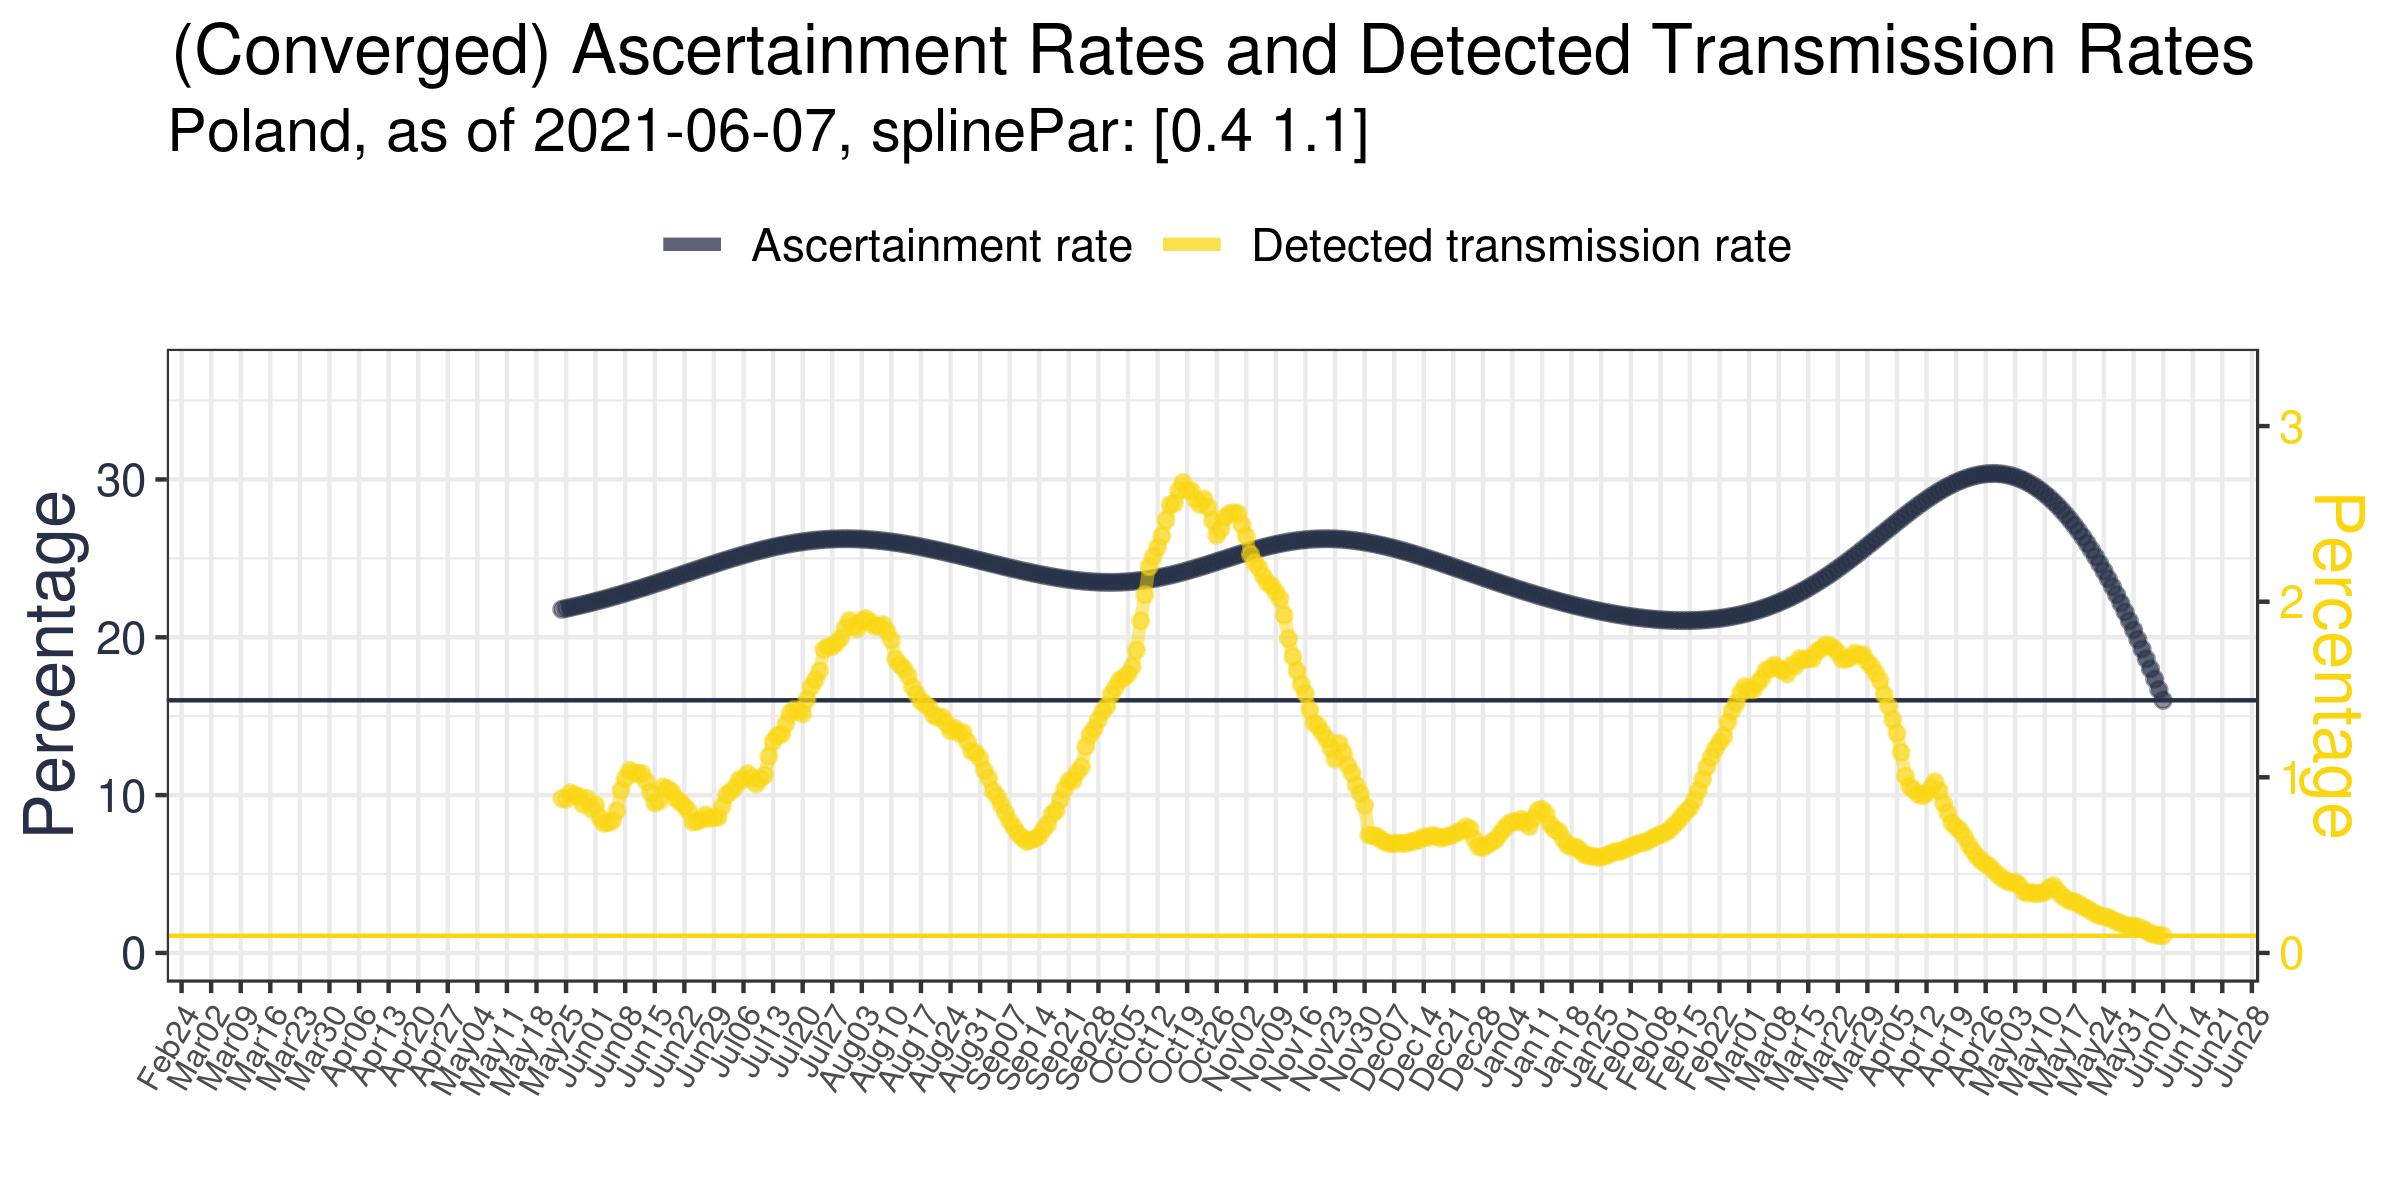 (Converged) Ascertainment Rates and Detected Transmission Rates
Poland, as of 2021-06-07, splinePar: [0.4 1.1]
Ascertainment rate
Detected transmission rate
Percentage
30
20
10
0
3
2
1
0
Percentage
Feb24
Mar02
Mar09
Mar16
Mar23
Mar30
Apr06
Apr13
Apr20
Apr27
May04
May11
May18
May25
Jun01
Jun08
Jun15
Jun22
Jun29
Jul06
Jul13
Jul20
Jul27
Aug03
Aug10
Aug17
Aug24
Aug31
Sep07
Sep14
Sep21
Sep28
Oct05
Oct12
Oct19
Oct26
Nov02
Nov09
Nov16
Nov23
Nov30
Dec07
Dec14
Dec21
Dec28
Jan04
Jan11
Jan18
Jan25
Feb01
Feb08
Feb15
Feb22
Mar01
Mar08
Mar15
Mar22
Mar29
Apr05
Apr12
Apr19
Apr26
May03
May10
May17
May24
May31
May07
Jun14
Jun21
Jun28